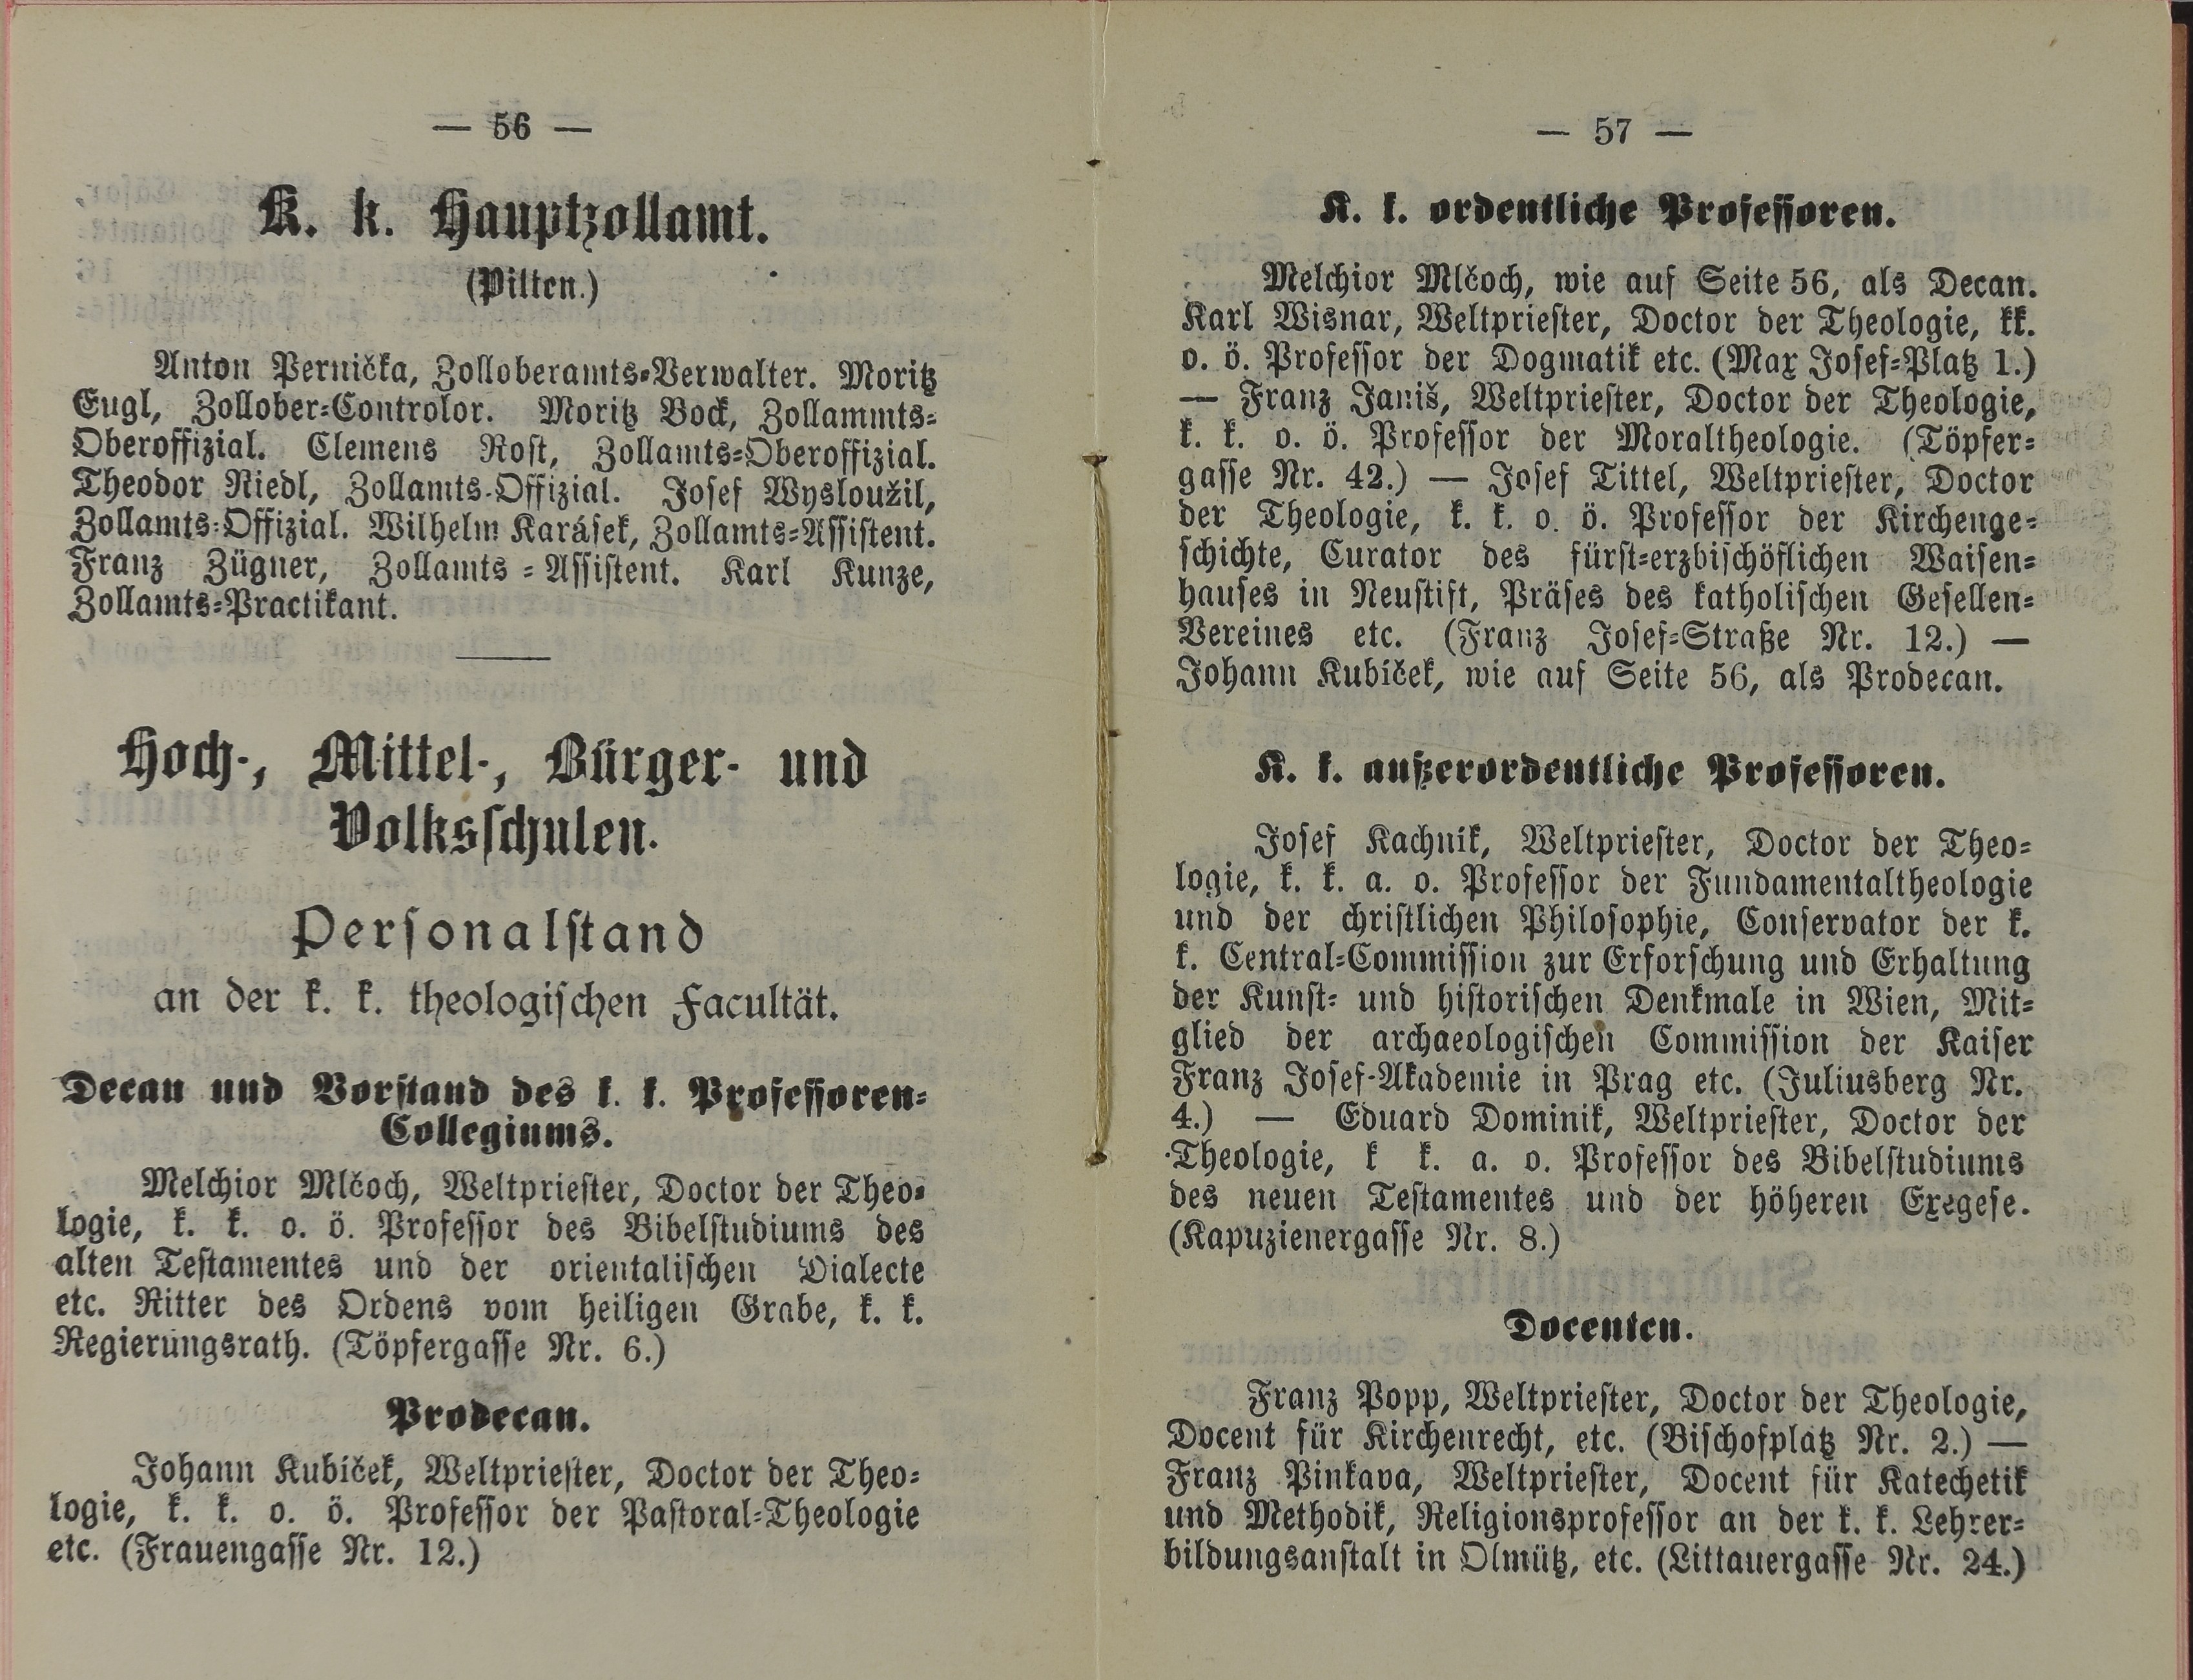 — 56 —
K. k. Hauptzollamt.
(Pilten.)
Anton Pernička, Zolloberamts-Verwalter. Moritz
Eugl, Zollober-Controlor. Moritz Bock, Zollammts-
Oberoffizial. Clemens Rost, Zollamts-Oberoffizial.
Theodor Riedl, Zollamts-Offizial. Josef Wysloužil,
Zollamts-Offizial. Wilhelm Karásek, Zollamts-Assistent.
Franz Zügner, Zollamts-Assistent. Karl Kunze,
Zollamts-Practikant.
Hoch-, Mittel-, Bürger- und
Volksschulen.
Personalstand
an der k. k. theologischen Facultät.
Decan und Vorstand des k. k. Professoren-
Collegiums.
Melchior Mlčoch, Weltpriester, Doctor der Theo-
logie, k. k. o. ö. Professor des Bibelstudiums des
alten Testamentes und der orientalischen Dialecte
etc. Ritter des Ordens vom heiligen Grabe, k. k.
Regierungsrath. (Töpfergasse Nr. 6.)
Prodecan.
Johann Kubíček, Weltpriester, Doctor der Theo-
logie, k. k. o. ö. Professor der Pastoral-Theologie
etc. (Frauengasse Nr. 12.)
— 57 —
K. k. ordentliche Professoren.
Melchior Mlčoch, wie auf Seite 56, als Decan.
Karl Wisnar, Weltpriester, Doctor der Theologie, kk.
o. ö. Professor der Dogmatik etc. (Max Josef-Platz 1.)
— Franz Janiš, Weltpriester, Doctor der Theologie,
k. k. o. ö. Professor der Moraltheologie. (Töpfer-
gasse Nr. 42.) — Josef Tittel, Weltpriester, Doctor
der Theologie, k. k. o. ö. Professor der Kirchenge-
schichte, Curator des fürst-erzbischöflichen Waisen-
hauses in Neustift, Präses des katholischen Gesellen-
Vereines etc. (Franz Josef-Straße Nr. 12.) —
Johann Kubíček, wie auf Seite 56, als Prodecan.
K. k. außerordentliche Professoren.
Josef Kachnik, Weltpriester, Doctor der Theo-
logie, k. k. a. o. Professor der Fundamentaltheologie
und der christlichen Philosophie, Conservator der k.
k. Central-Commission zur Erforschung und Erhaltung
der Kunst- und historischen Denkmale in Wien, Mit-
glied der archaeologischen Commission der Kaiser
Franz Josef-Akademie in Prag etc. (Juliusberg Nr.
4.) — Eduard Dominik, Weltpriester, Doctor der
Theologie, k k. a. o. Professor des Bibelstudiums
des neuen Testamentes und der höheren Exegese.
(Kapuzienergasse Nr. 8.)
Docenten.
Franz Popp, Weltpriester, Doctor der Theologie,
Docent für Kirchenrecht, etc. (Bischofplatz Nr. 2.) —
Franz Pinkava, Weltpriester, Docent für Katechetik
und Methodik, Religionsprofessor an der k. k. Lehrer-
bildungsanstalt in Olmütz, etc. (Littauergasse Nr. 24.)